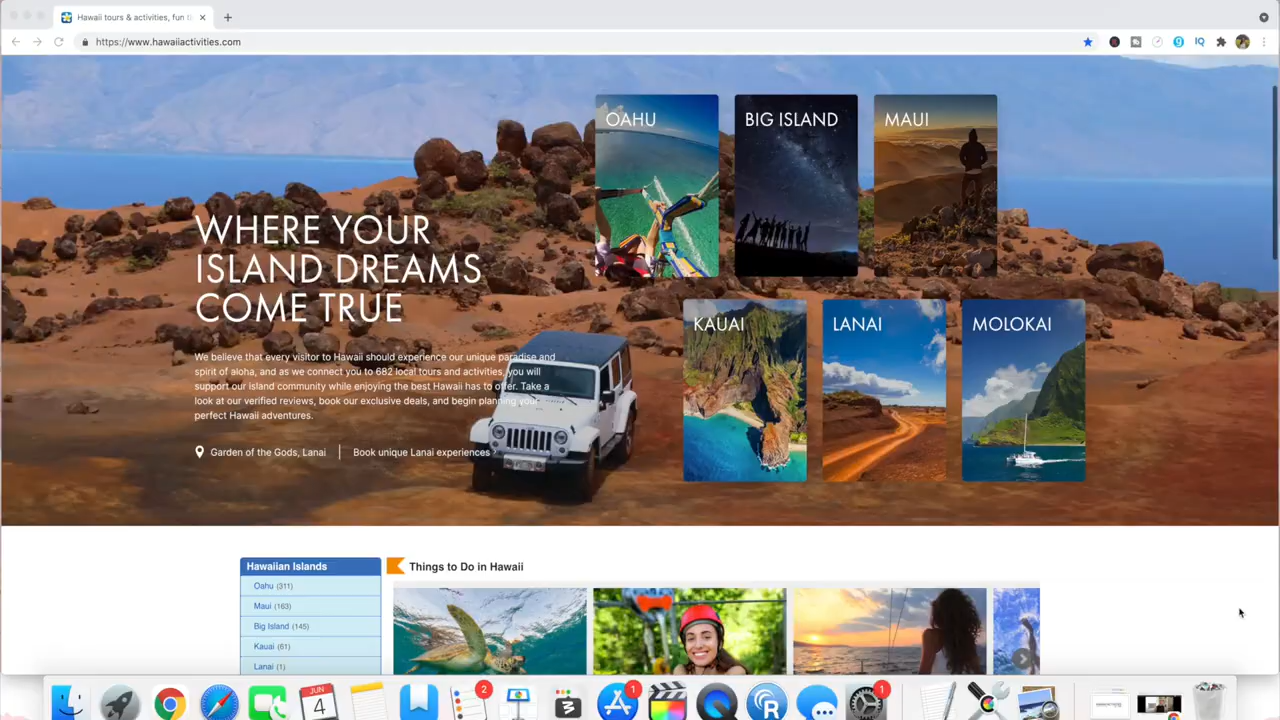 Hawaii tours & activities, fun t
https://www.hawaiiactivities.com
IQ
OAHU
BIG ISLAND
MAUI
WHERE YOUR
ISLAND DREAMS
COME TRUE
KAUAI
LANAI
MOLOKAI
We believe that every visitor to Hawaii should experience our unique paradise and
spirit of aloha, and as we connect you to 682 local tours and activities, you will
support our island community while enjoying the best Hawaii has to offer. Take a
look at our verified reviews, book our exclusive deals, and begin planning your
perfect Hawaii adventures.
Garden of the Gods, Lanai
Book unique Lanai experiences ›
Hawaiian Islands
Oahu (311)
Maui (163)
Big Island (145)
Kauai (61)
Lanai (1)
Things to Do in Hawaii
JUN
4
2
1
1